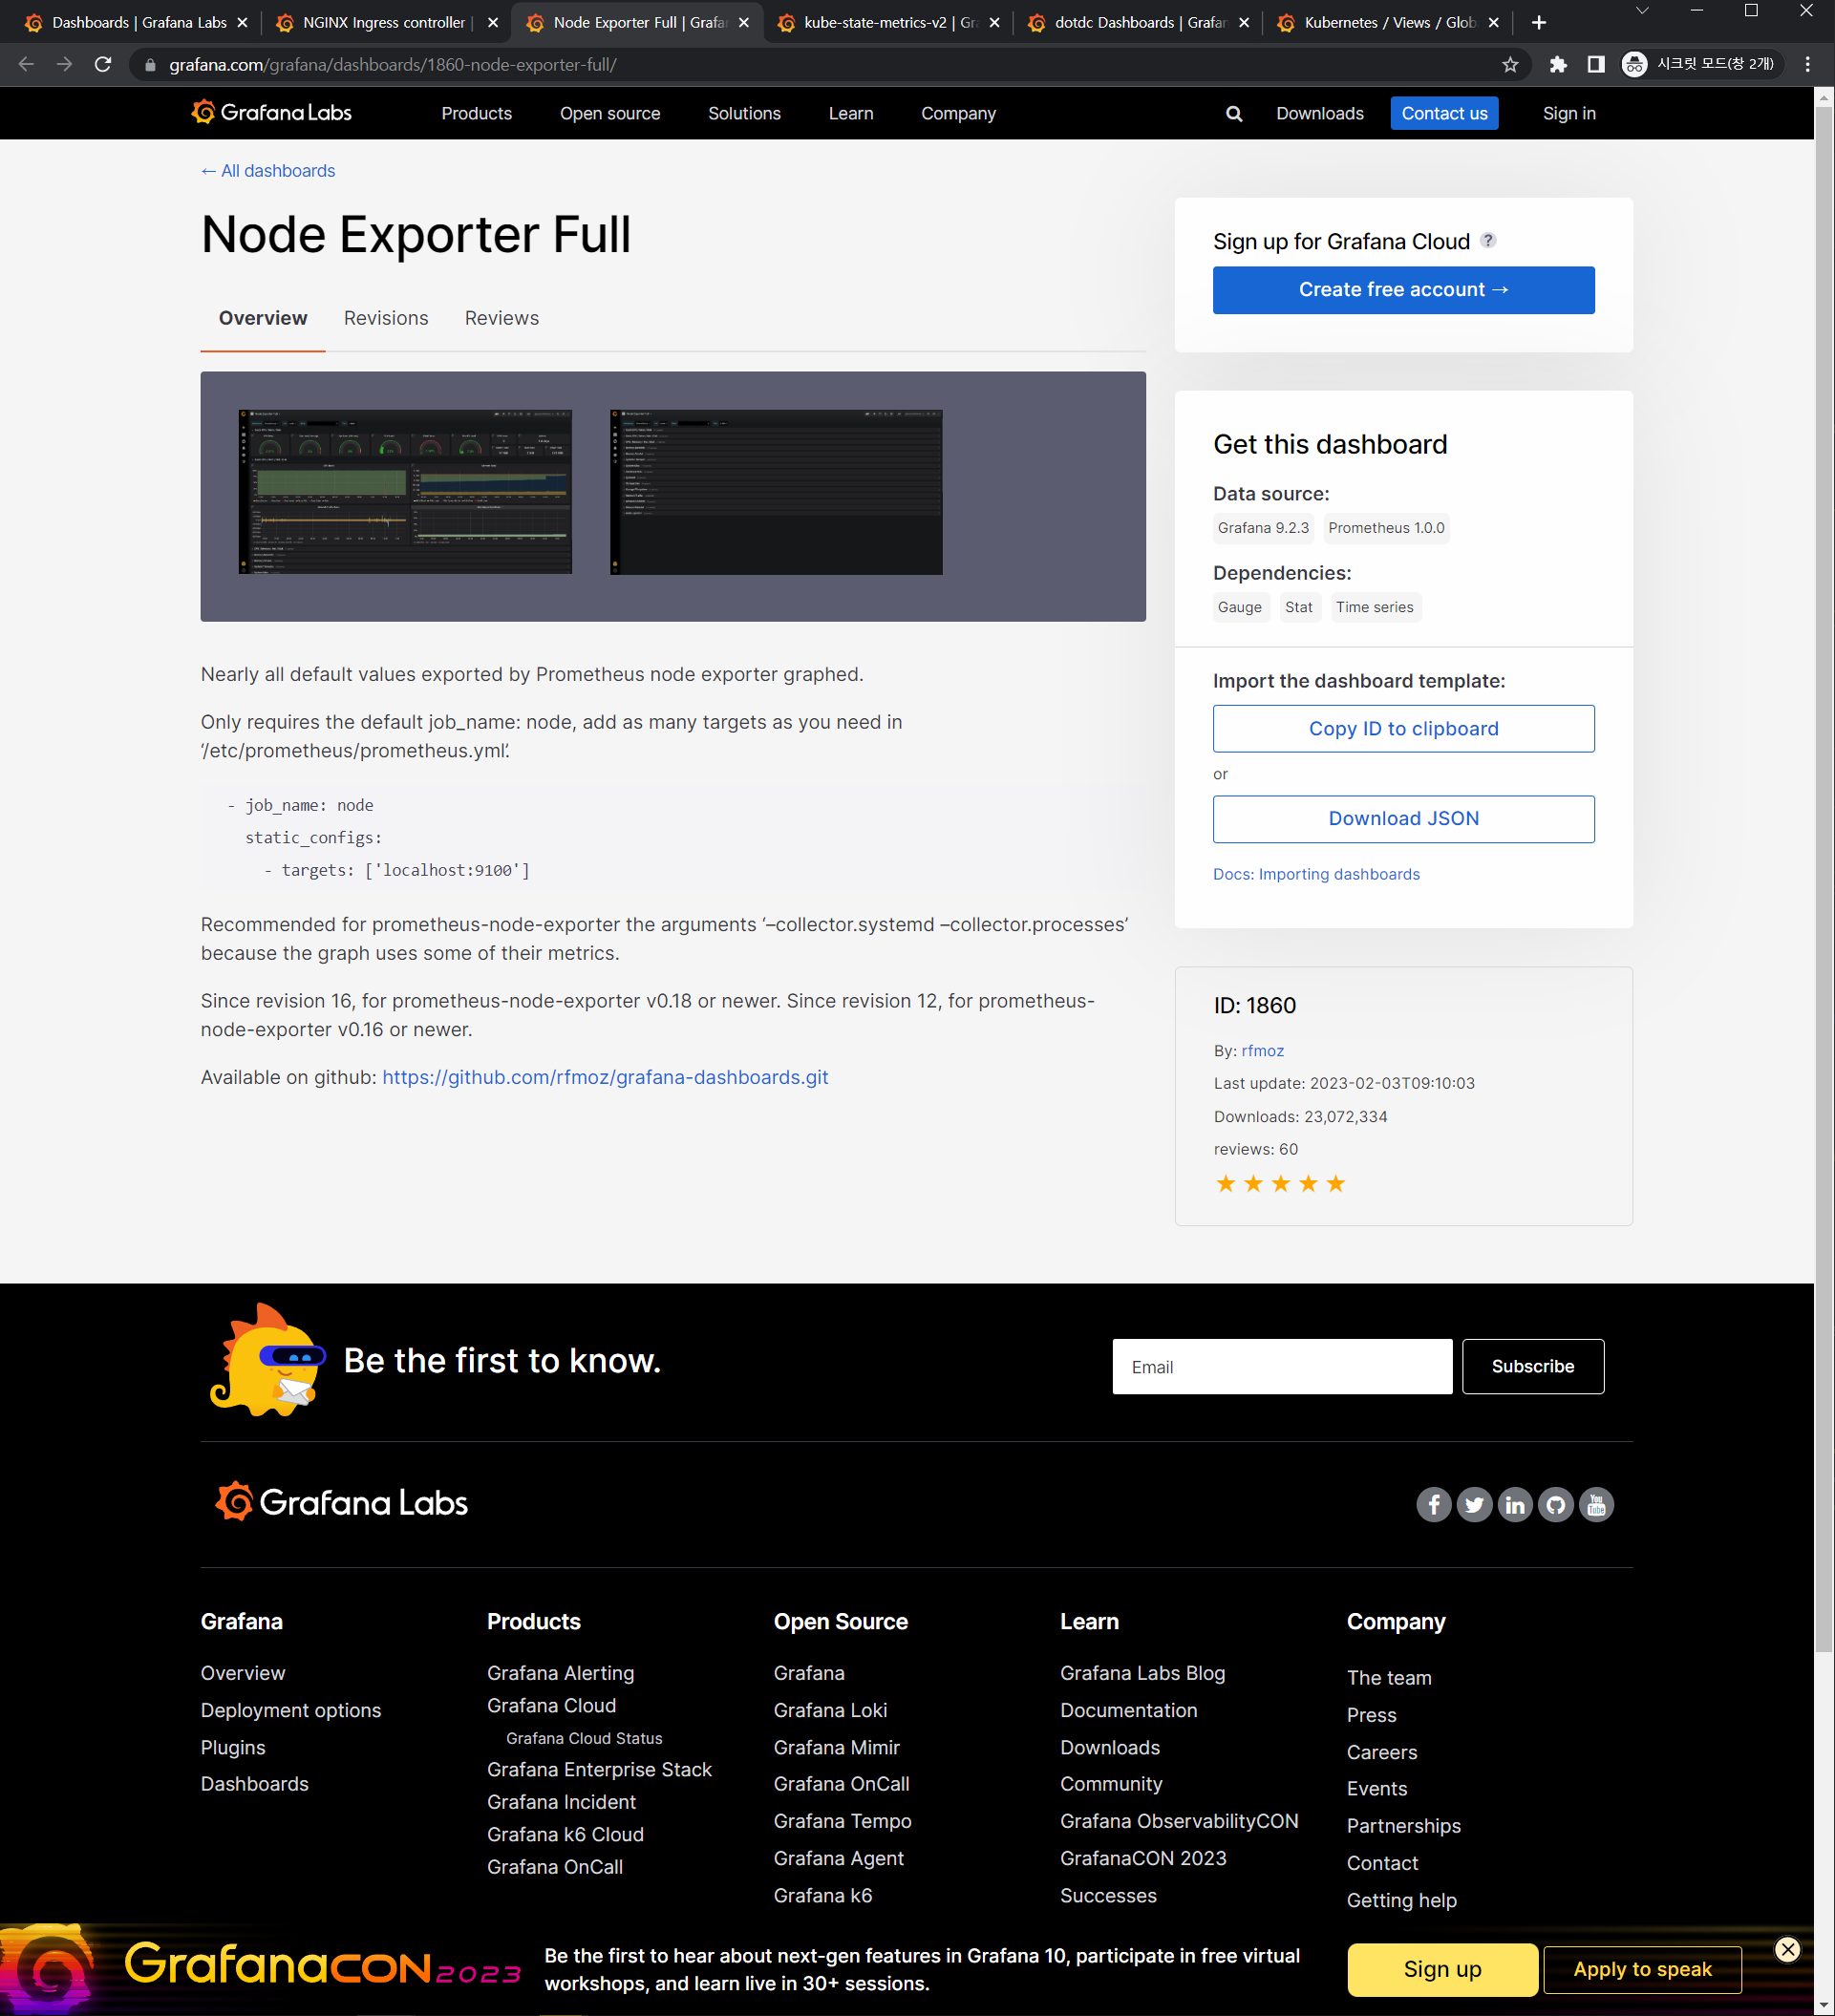 Dashboards | Grafana Labs
NGINX Ingress controller |
Node Exporter Full | Grafa
kube-state-metrics-v2 | Gr
dotdc Dashboards | Grafan
Kubernetes / Views / Glob
grafana.com/grafana/dashboards/1860-node-exporter-full/
시크릿 모드(창 2개)
Grafana Labs
Products
Open source
Solutions
Learn
Company
Downloads
Contact us
Sign in
← All dashboards
Node Exporter Full
Overview
Revisions
Reviews
Nearly all default values exported by Prometheus node exporter graphed.
Only requires the default job_name: node, add as many targets as you need in
‘/etc/prometheus/prometheus.yml’.
- job_name: node
static_configs:
- targets: ['localhost:9100']
Recommended for prometheus-node-exporter the arguments ‘–collector.systemd –collector.processes’
because the graph uses some of their metrics.
Since revision 16, for prometheus-node-exporter v0.18 or newer. Since revision 12, for prometheus-
node-exporter v0.16 or newer.
Available on github: https://github.com/rfmoz/grafana-dashboards.git
Sign up for Grafana Cloud ?
Create free account →
Get this dashboard
Data source:
Grafana 9.2.3 Prometheus 1.0.0
Dependencies:
Gauge Stat Time series
Import the dashboard template:
Copy ID to clipboard
or
Download JSON
Docs: Importing dashboards
ID: 1860
By: rfmoz
Last update: 2023-02-03T09:10:03
Downloads: 23,072,334
reviews: 60
Be the first to know.
Email
Subscribe
Grafana Labs
You
Tube
Grafana
Overview
Deployment options
Plugins
Dashboards
Products
Grafana Alerting
Grafana Cloud
Grafana Cloud Status
Grafana Enterprise Stack
Grafana Incident
Grafana k6 Cloud
Grafana OnCall
Open Source
Grafana
Grafana Loki
Grafana Mimir
Grafana OnCall
Grafana Tempo
Grafana Agent
Grafana k6
Learn
Grafana Labs Blog
Documentation
Downloads
Community
Grafana ObservabilityCON
GrafanaCON 2023
Successes
Company
The team
Press
Careers
Events
Partnerships
Contact
Getting help
GrafanaCON 2023
Be the first to hear about next-gen features in Grafana 10, participate in free virtual
workshops, and learn live in 30+ sessions.
Sign up
Apply to speak